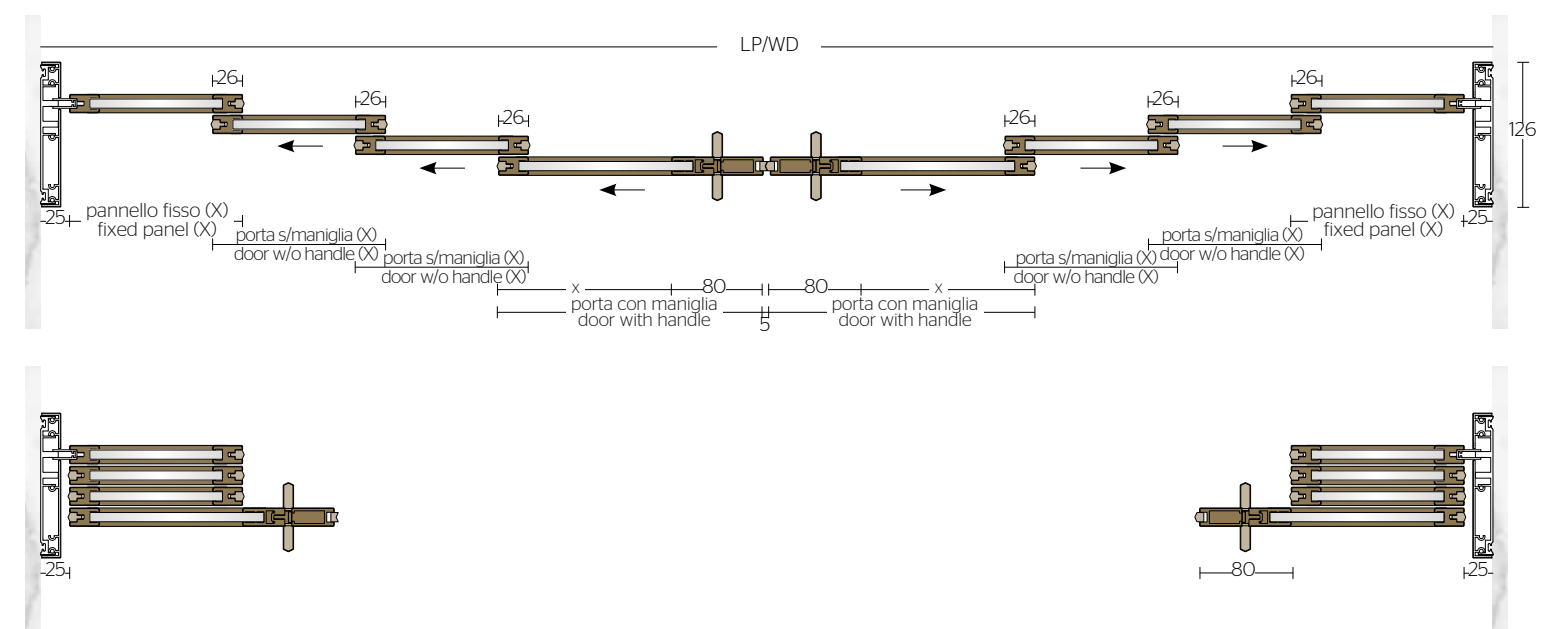 LP/WD
26
26
26
26
26
26
126
25
pannello fisso (X)
fixed panel (X)
porta s/maniglia (X)
door w/o handle (X)
porta s/maniglia (X)
door w/o handle (X)
x
80
80
x
porta con maniglia
door with handle
5
porta con maniglia
door with handle
porta s/maniglia (X)
door w/o handle (X)
porta s/maniglia (X)
door w/o handle (X)
pannello fisso (X)
fixed panel (X)
25
25
80
25